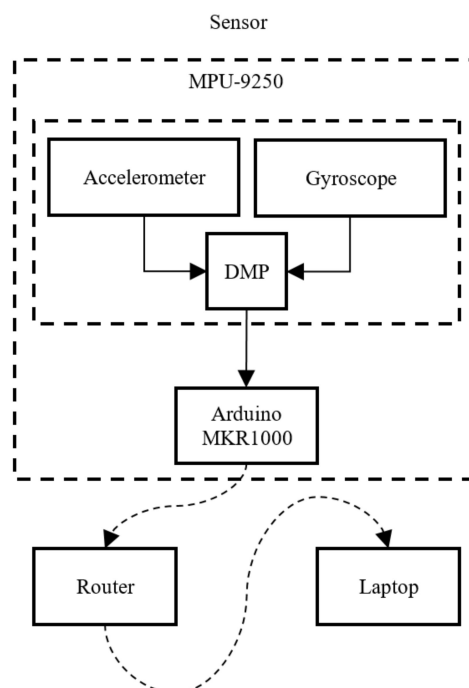 Sensor
MPU-9250
Accelerometer
Gyroscope
DMP
Arduino
MKR1000
Router
Laptop